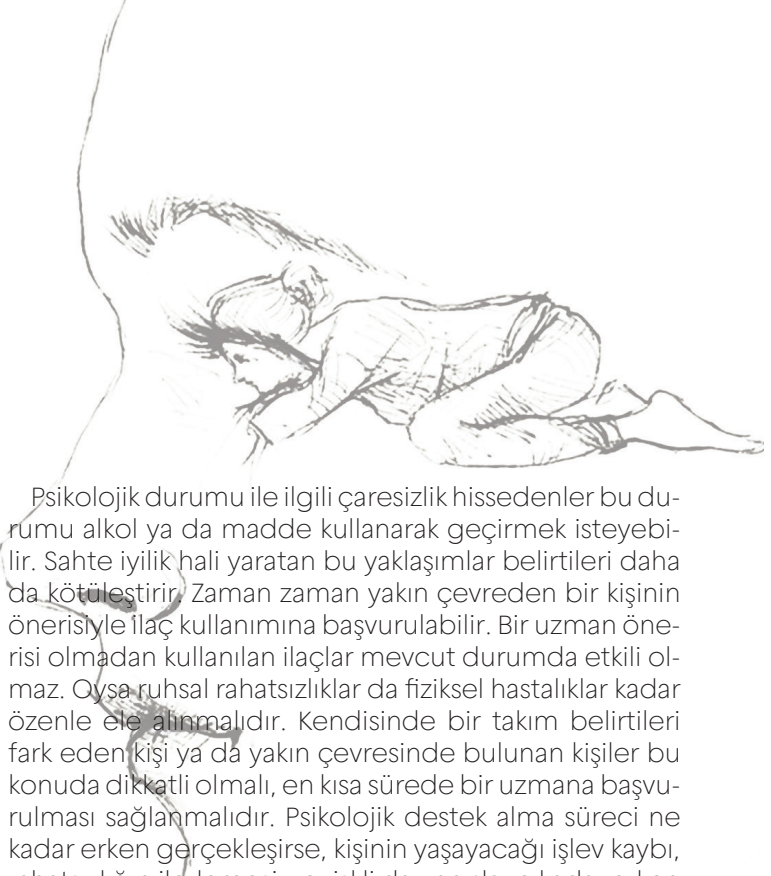 Psikolojik durumu ile ilgili çaresizlik hissedenler bu du-
rumu alkol ya da madde kullanarak geçirmek isteyebi-
lir. Sahte iyilik hali yaratan bu yaklaşımlar belirtileri daha
da kötüleştirir. Zaman zaman yakın çevreden bir kişinin
önerisiyle ilaç kullanımına başvurulabilir. Bir uzman öne-
risi olmadan kullanılan ilaçlar mevcut durumda etkili ol-
maz. Oysa ruhsal rahatsızlıklar da fiziksel hastalıklar kadar
özenle ele alınmalıdır. Kendisinde bir takım belirtileri
fark eden kişi ya da yakın çevresinde bulunan kişiler bu
konuda dikkatli olmalı, en kısa sürede bir uzmana başvu-
rulması sağlanmalıdır. Psikolojik destek alma süreci ne
kadar erken gerçekleşirse, kişinin yaşayacağı işlev kaybı,